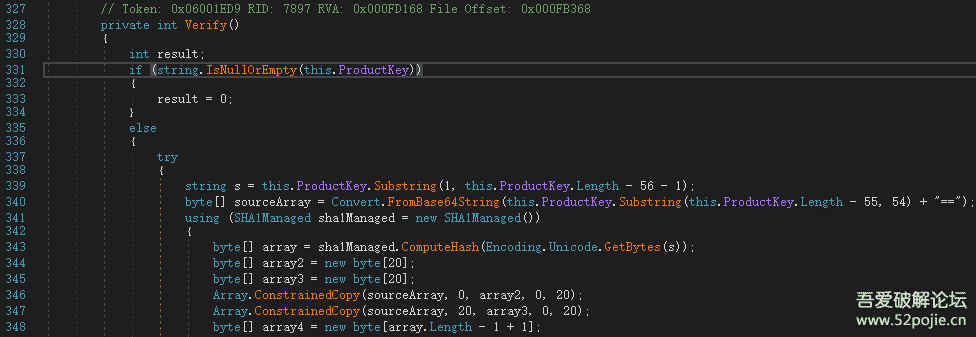 327 // Token: 0x06001ED9 RID: 7897 RVA: 0x000FD168 File Offset: 0x000FB368
328 private int Verify()
329 {
330 int result;
331 if (string.IsNullOrEmpty(this.ProductKey))
332 {
333 result = 0;
334 }
335 else
336 {
337 try
338 {
339 string s = this.ProductKey.Substring(1, this.ProductKey.Length - 56 - 1);
340 byte[] sourceArray = Convert.FromBase64String(this.ProductKey.Substring(this.ProductKey.Length - 55, 54) + "==");
341 using (SHA1Managed sha1Managed = new SHA1Managed())
342 {
343 byte[] array = sha1Managed.ComputeHash(Encoding.Unicode.GetBytes(s));
344 byte[] array2 = new byte[20];
345 byte[] array3 = new byte[20];
346 Array.ConstrainedCopy(sourceArray, 0, array2, 0, 20);
347 Array.ConstrainedCopy(sourceArray, 20, array3, 0, 20);
348 byte[] array4 = new byte[array.Length - 1 + 1];
吾爱破解论坛
www.52pojie.cn